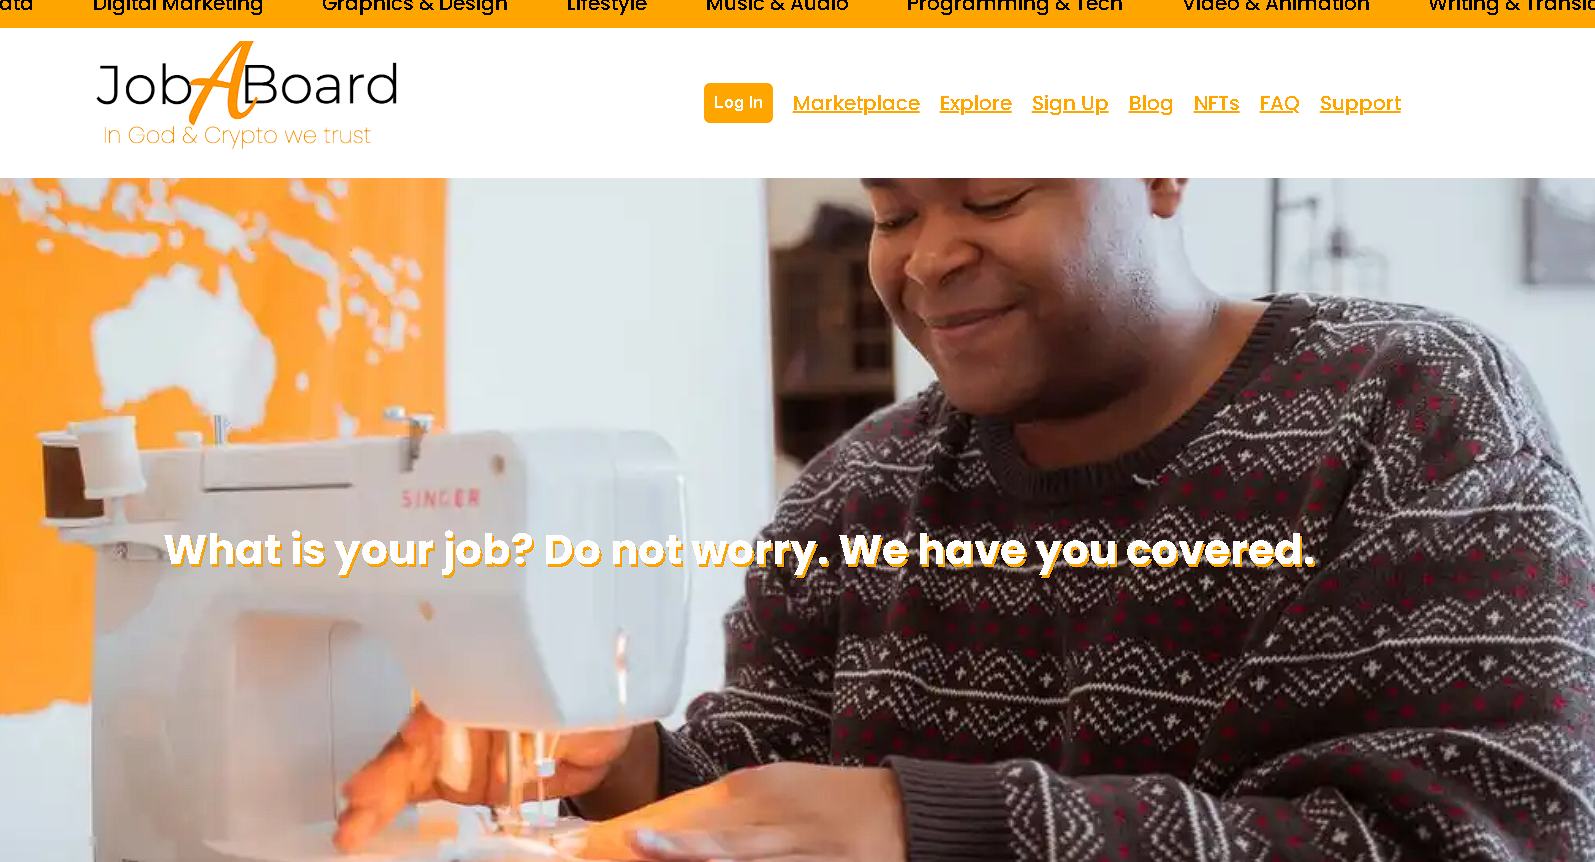 Digital Marketing Graphics & Design Lifestyle Music & Audio Programming & Tech Video & Animation Writing &
JobABoard
In God & Crypto we trust
Log In Marketplace Explore Sign Up Blog NFTs FAQ Support
SINGER
What is your job? Do not worry. We have you covered.